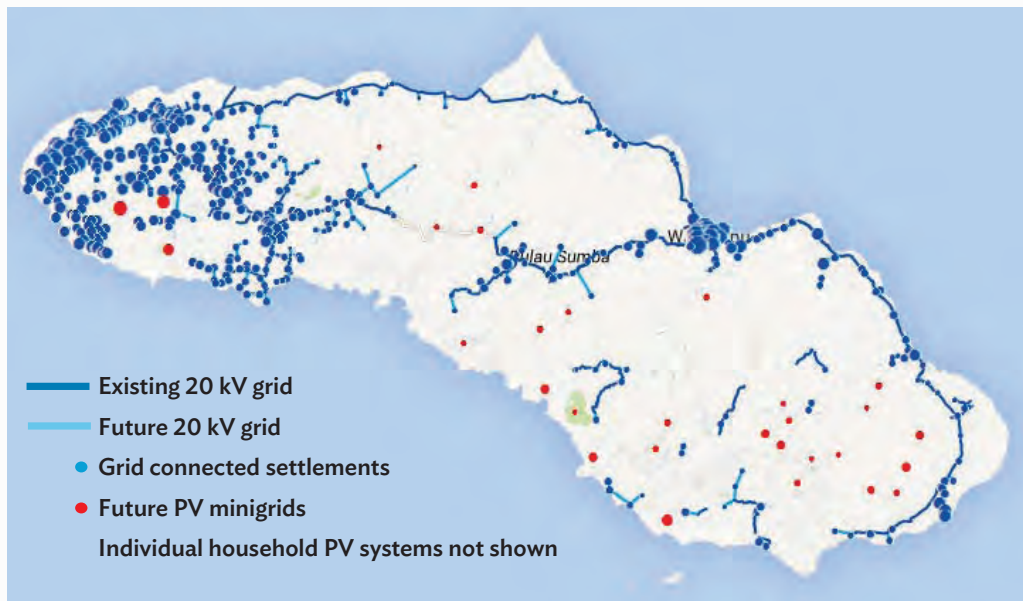 Pulau Sumba
Existing 20 kV grid
Future 20 kV grid
Grid connected settlements
Future PV minigrids
Individual household PV systems not shown